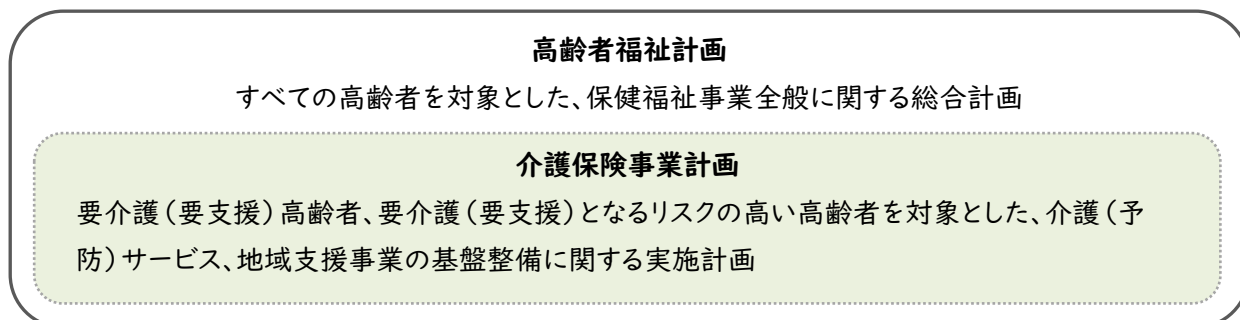 高齢者福祉計画
すべての高齢者を対象とした、保健福祉事業全般に関する総合計画
介護保険事業計画
要介護(要支援)高齢者、要介護(要支援)となるリスクの高い高齢者を対象とした、介護(予
防)サービス、地域支援事業の基盤整備に関する実施計画